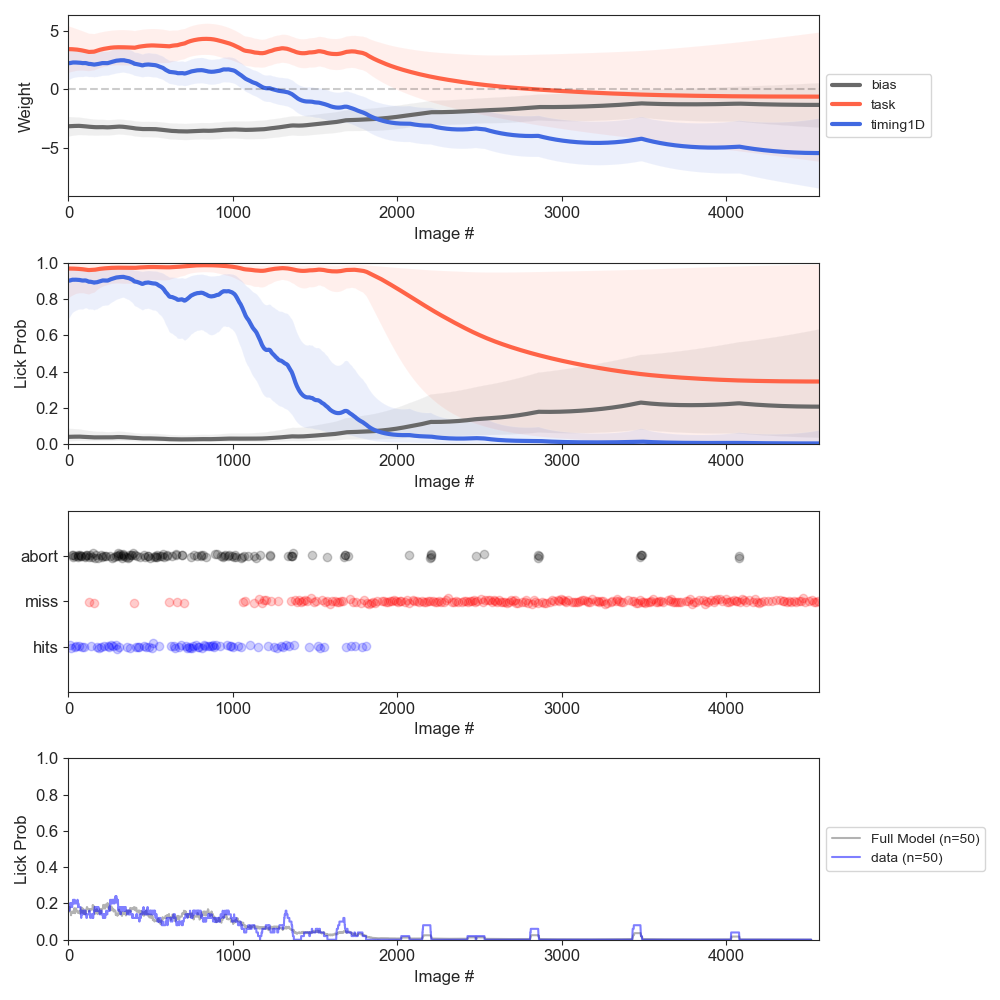 5
0
−5
Weight
0
1000
2000
3000
4000
Image #
bias
task
timing1D
1.0
0.8
0.6
0.4
0.2
0.0
Lick Prob
0
1000
2000
3000
4000
Image #
abort
miss
hits
0
1000
2000
3000
4000
Image #
1.0
0.8
0.6
0.4
0.2
0.0
Lick Prob
0
1000
2000
3000
4000
Image #
Full Model (n=50)
data (n=50)